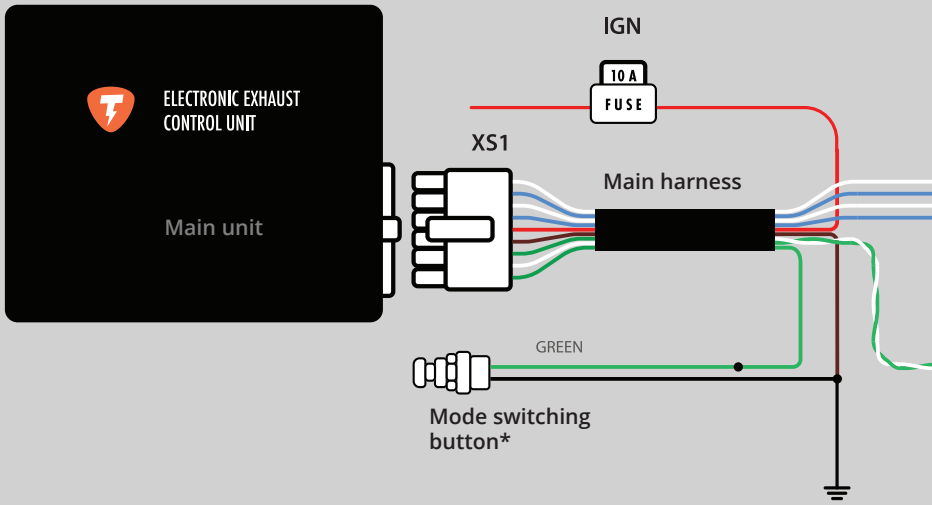 IGN
10 A
FUSE
ELECTRONIC EXHAUST
CONTROL UNIT
XS1
Main harness
Main unit
GREEN
Mode switching
button*